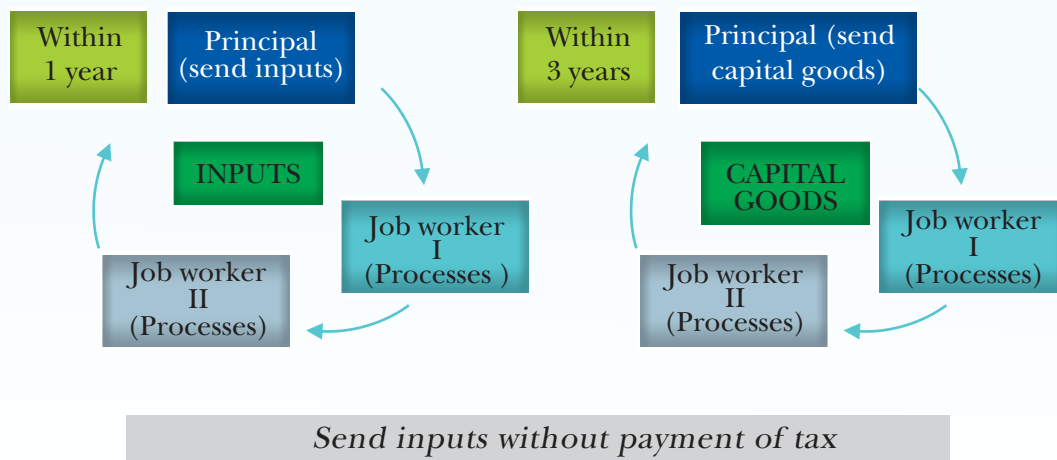 Within
1 year
Principal
(send inputs)
INPUTS
Job worker
I
(Processes )
Job worker
II
(Processes)
Within
3 years
Principal (send
capital goods)
CAPITAL
GOODS
Job worker
I
(Processes)
Job worker
II
(Processes)
Send inputs without payment of tax